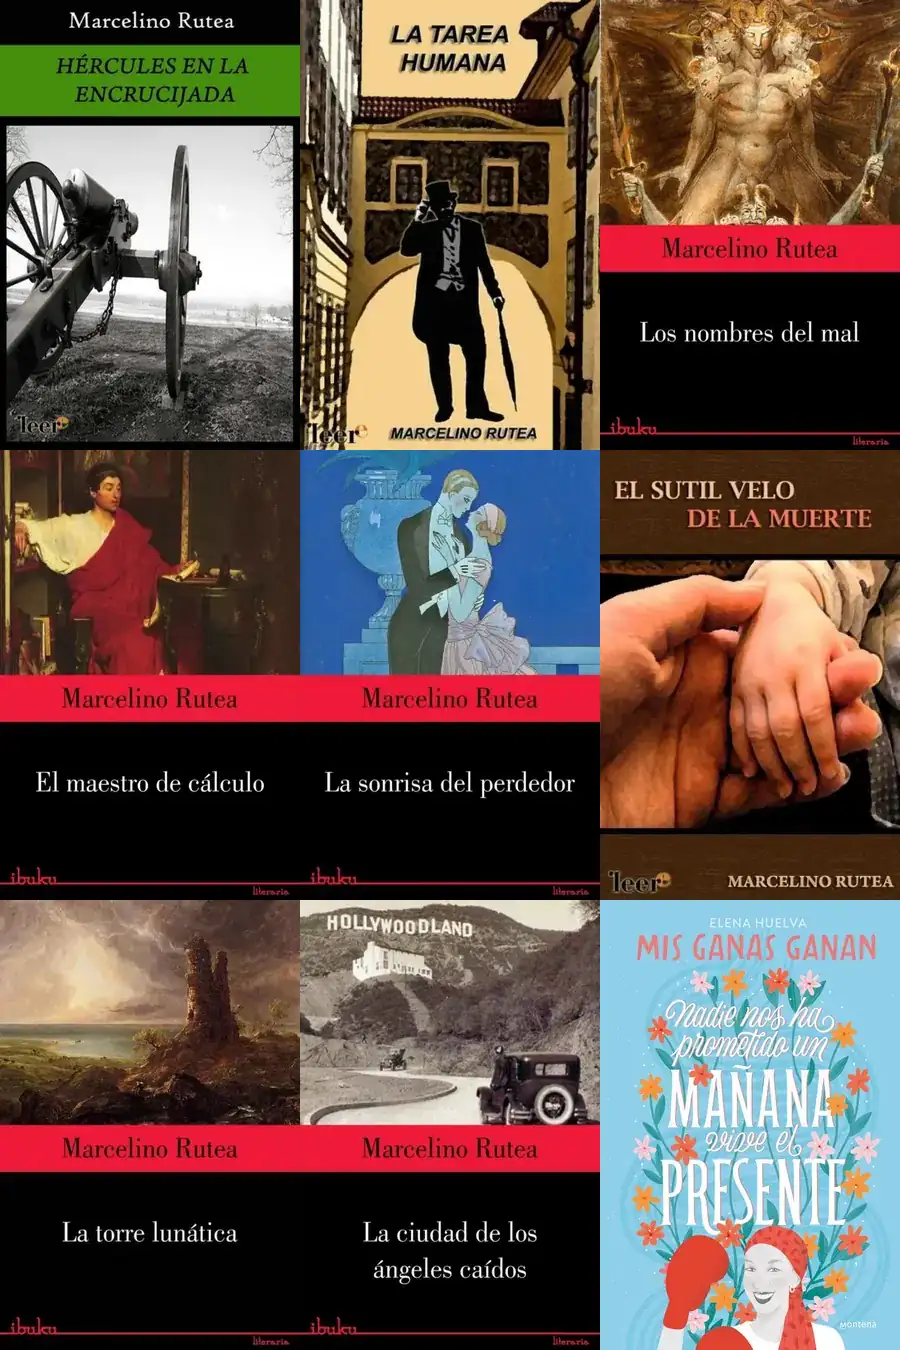 Marcelino Rutea
HÉRCULES EN LA
ENCRUCIJADA
leer e
LA TAREA
HUMANA
leer e
MARCELINO RUTEA
Marcelino Rutea
Los nombres del mal
ibuku
literaria
Marcelino Rutea
El maestro de cálculo
ibuku
literaria
Marcelino Rutea
La sonrisa del perdedor
ibuku
literaria
EL SUTIL VELO
DE LA MUERTE
leer e
MARCELINO RUTEA
Marcelino Rutea
La torre lunática
ibuku
literaria
HOLLYWOODLAND
Marcelino Rutea
La ciudad de los
ángeles caídos
ibuku
literaria
ELENA HUELVA
MIS GANAS GANAN
Nadie nos ha
prometido un
MAÑANA
vive el
PRESENTE
montena